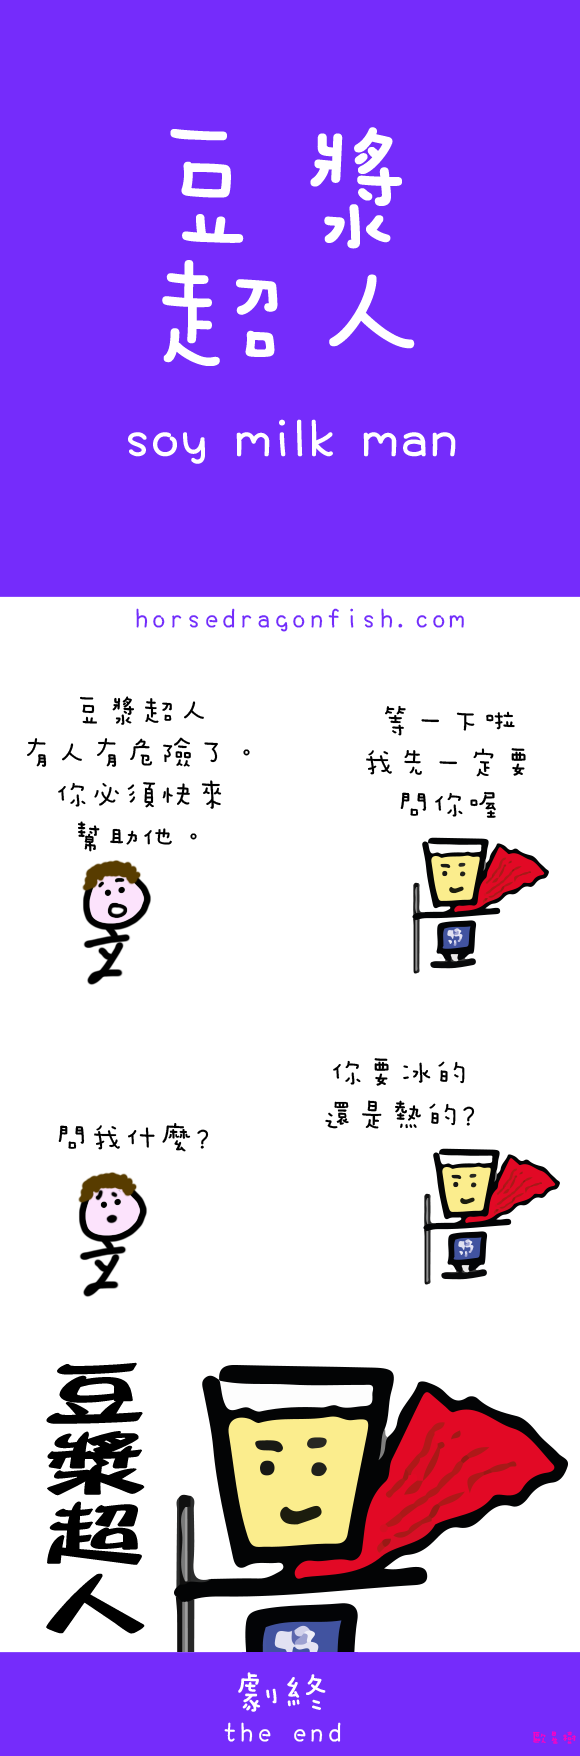 豆漿
超人
soy milk man
horsedragonfish.com
豆漿超人
有人有危險了。
你必須快來
幫助他。
等一下啦
我先一定要
問你喔
問我什麼?
你要冰的
還是熱的?
豆漿超人
劇終
the end